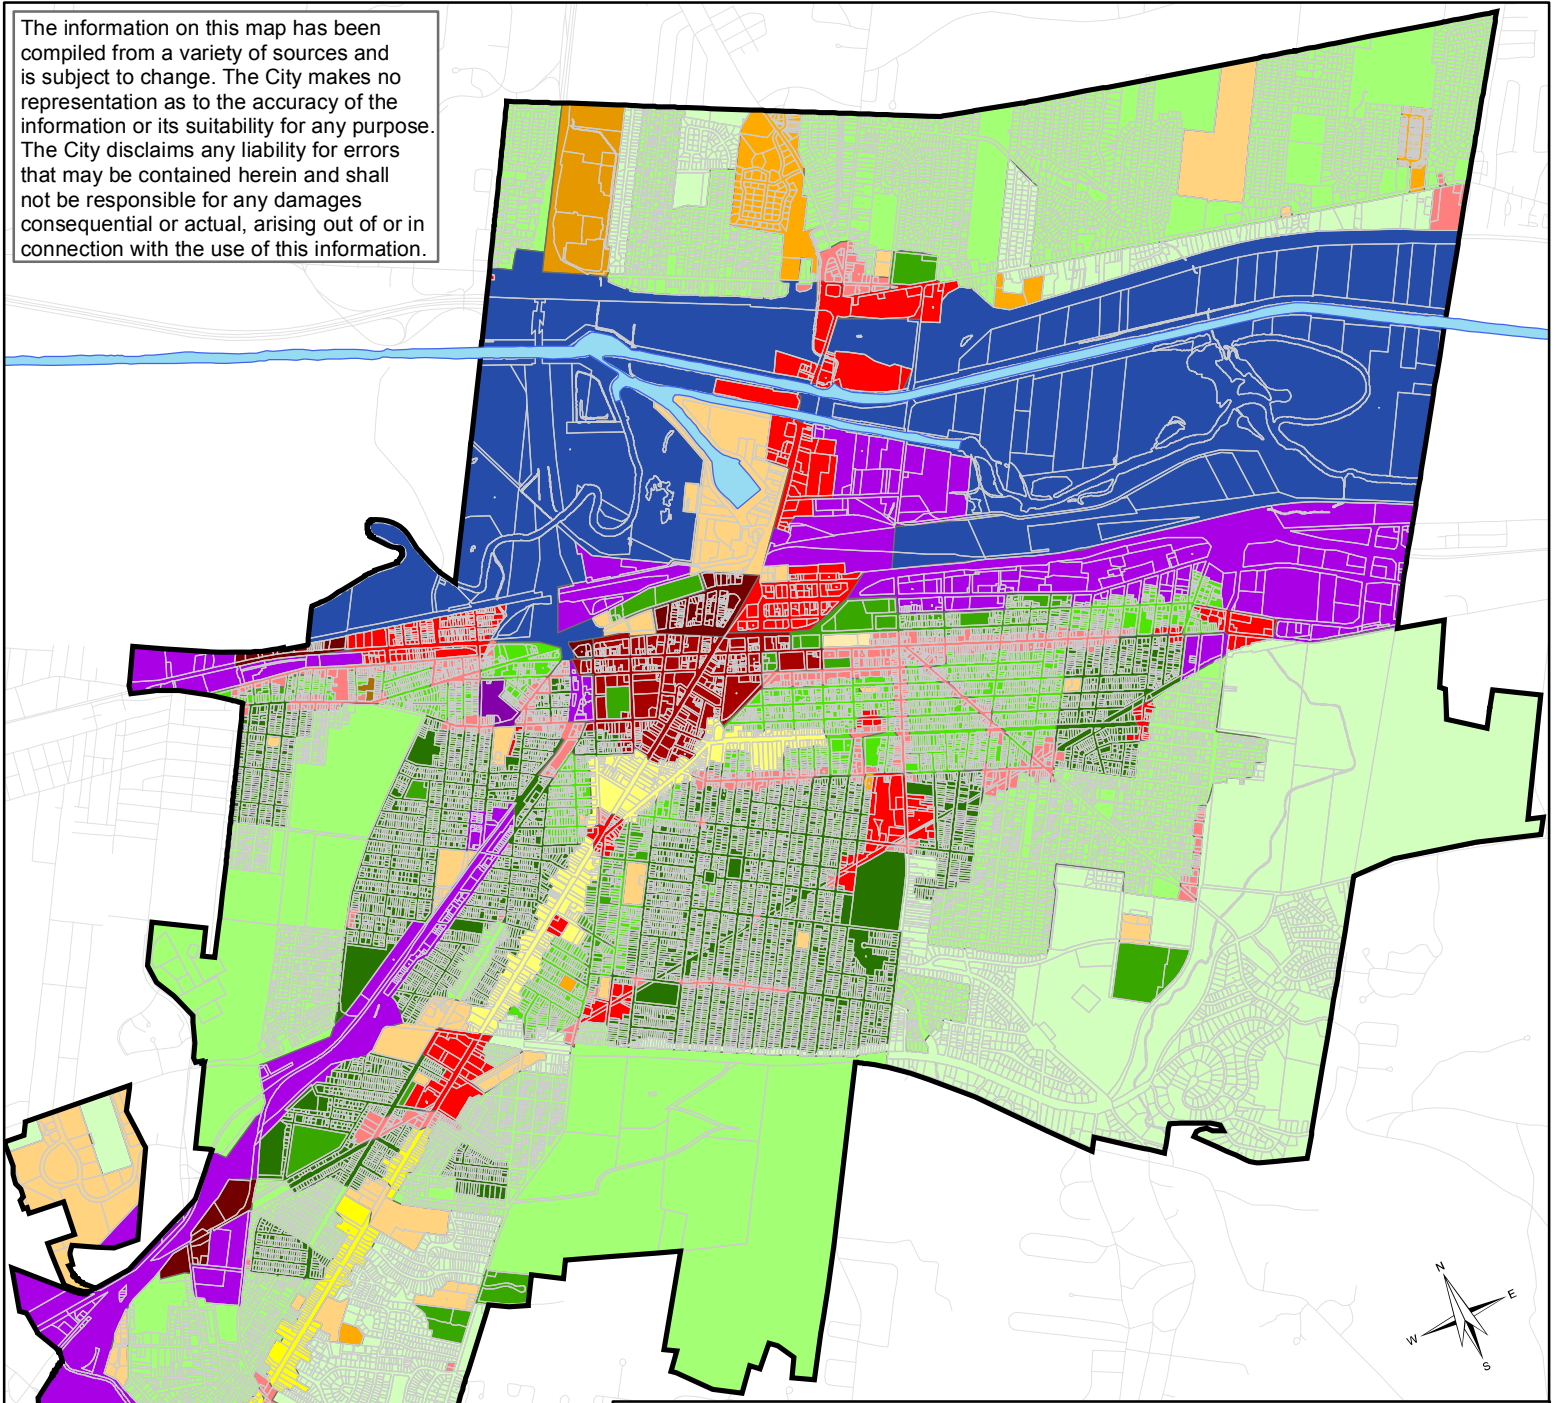 The information on this map has been
compiled from a variety of sources and
is subject to change. The City makes no
representation as to the accuracy of the
information or its suitability for any purpose.
The City disclaims any liability for errors
that may be contained herein and shall
not be responsible for any damages
consequential or actual, arising out of or in
connection with the use of this information.
N
E
W
S